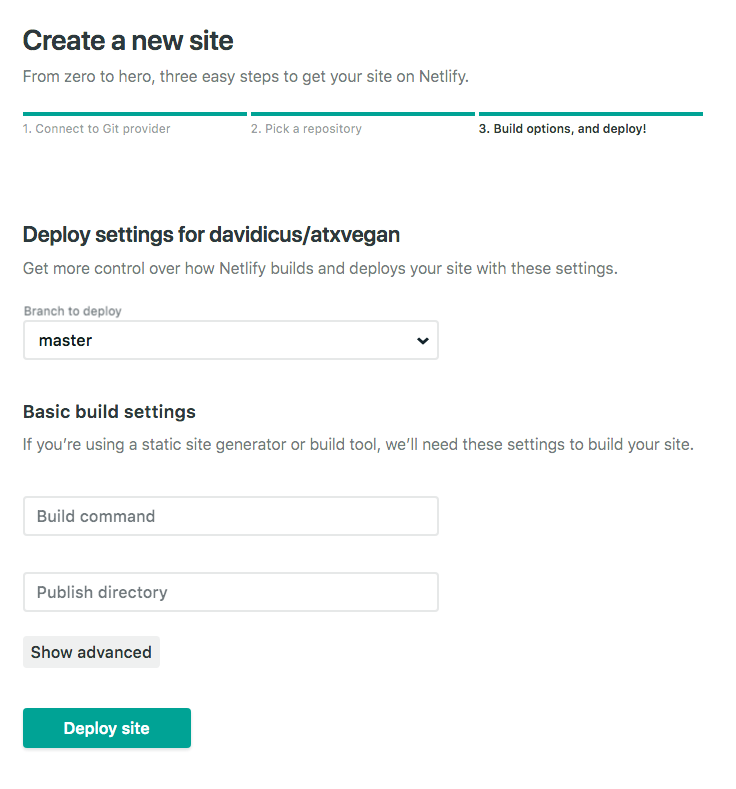 Create a new site
From zero to hero, three easy steps to get your site on Netlify.
1. Connect to Git provider
2. Pick a repository
3. Build options, and deploy!
Deploy settings for davidicus/atxvegan
Get more control over how Netlify builds and deploys your site with these settings.
Branch to deploy
master
Basic build settings
If you’re using a static site generator or build tool, we’ll need these settings to build your site.
Build command
Publish directory
Show advanced
Deploy site